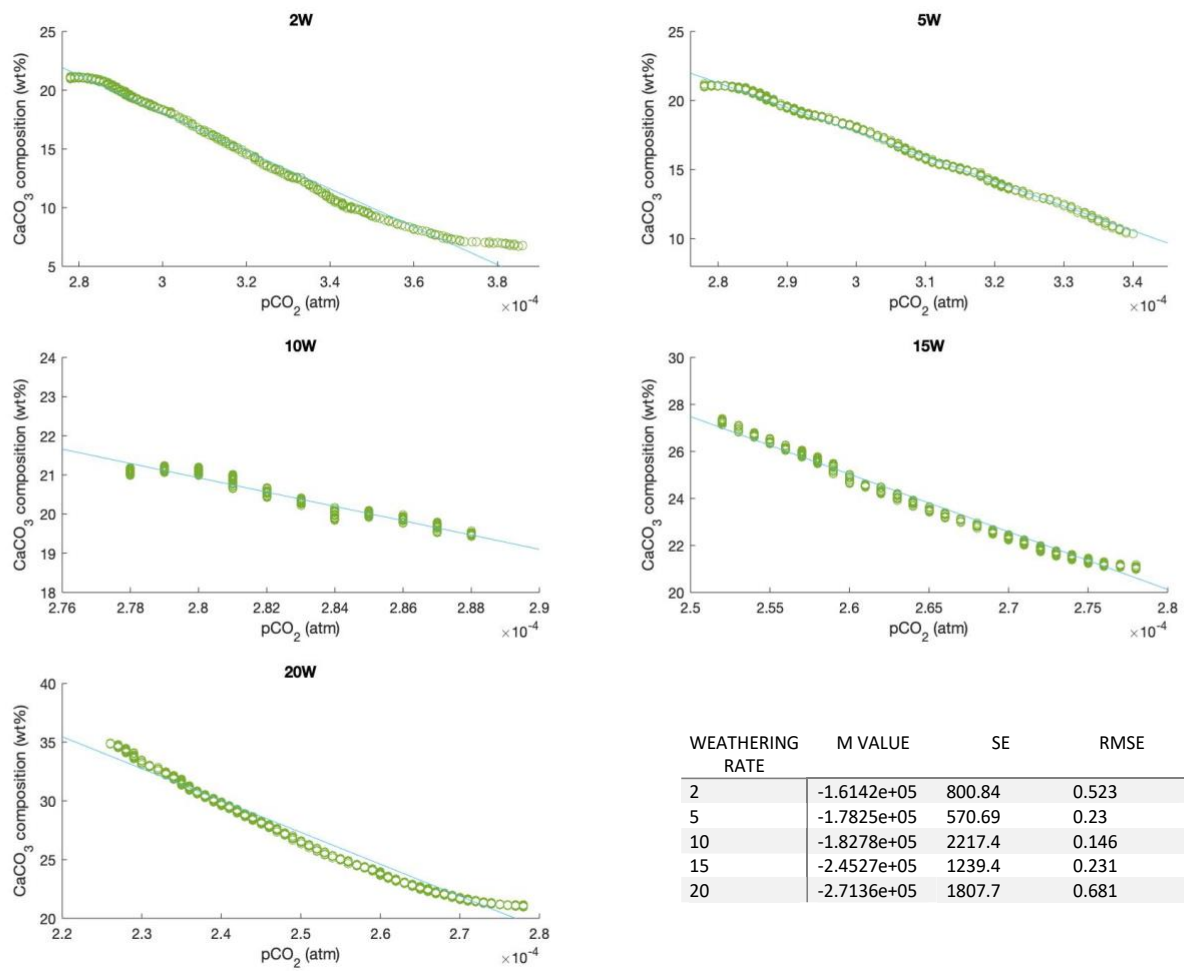 2W
CaCO3 composition (wt%)
25
20
15
10
5
2.8 3 3.2 3.4 3.6 3.8
pCO2 (atm)
×10-4
5W
CaCO3 composition (wt%)
25
20
15
10
2.8 2.9 3 3.1 3.2 3.3 3.4
pCO2 (atm)
×10-4
10W
CaCO3 composition (wt%)
24
23
22
21
20
19
18
2.76 2.78 2.8 2.82 2.84 2.86 2.88 2.9
pCO2 (atm)
×10-4
15W
CaCO3 composition (wt%)
30
28
26
24
22
20
2.5 2.55 2.6 2.65 2.7 2.75 2.8
pCO2 (atm)
×10-4
20W
CaCO3 composition (wt%)
40
35
30
25
20
2.2 2.3 2.4 2.5 2.6 2.7 2.8
pCO2 (atm)
×10-4
WEATHERING M VALUE SE RMSE
RATE
2 -1.6142e+05 800.84 0.523
5 -1.7825e+05 570.69 0.23
10 -1.8278e+05 2217.4 0.146
15 -2.4527e+05 1239.4 0.231
20 -2.7136e+05 1807.7 0.681